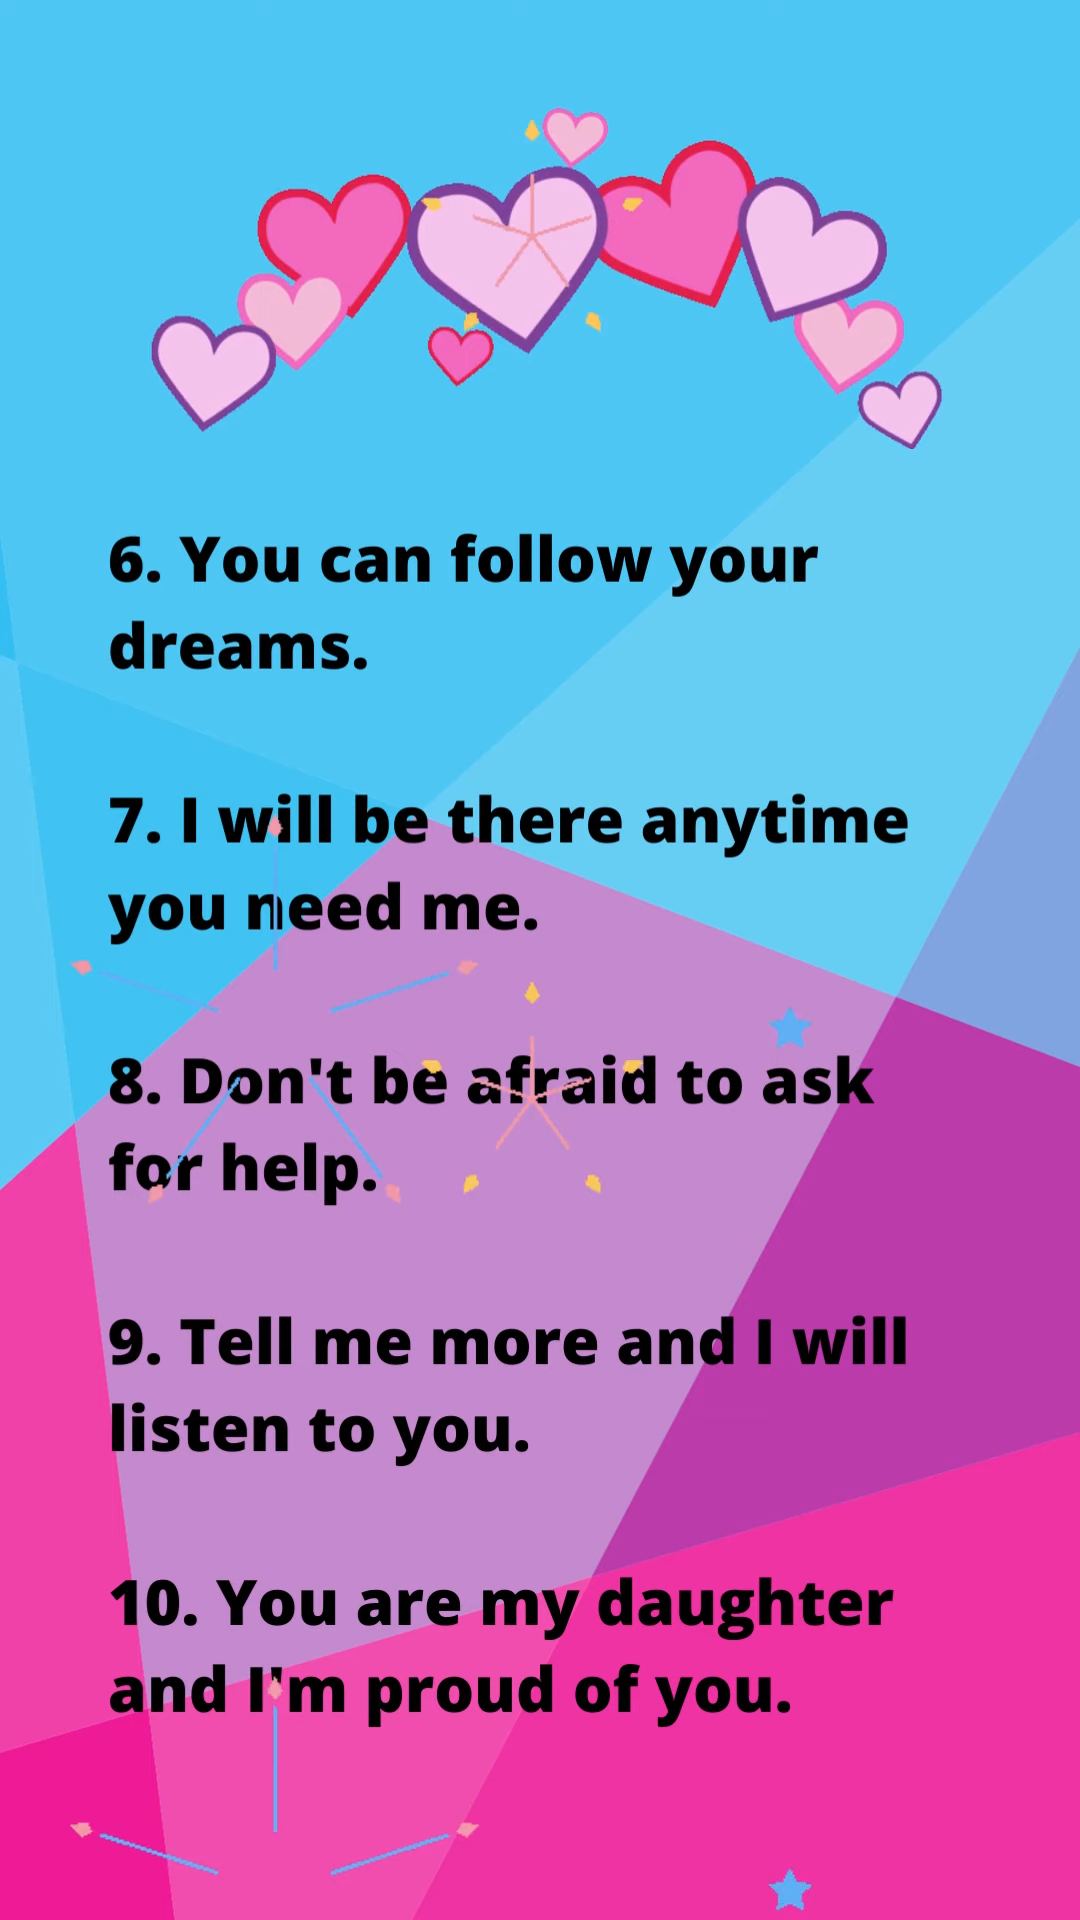 6. You can follow your
dreams.
7. I will be there anytime
you need me.
8. Don't be afraid to ask
for help.
9. Tell me more and I will
listen to you.
10. You are my daughter
and I'm proud of you.